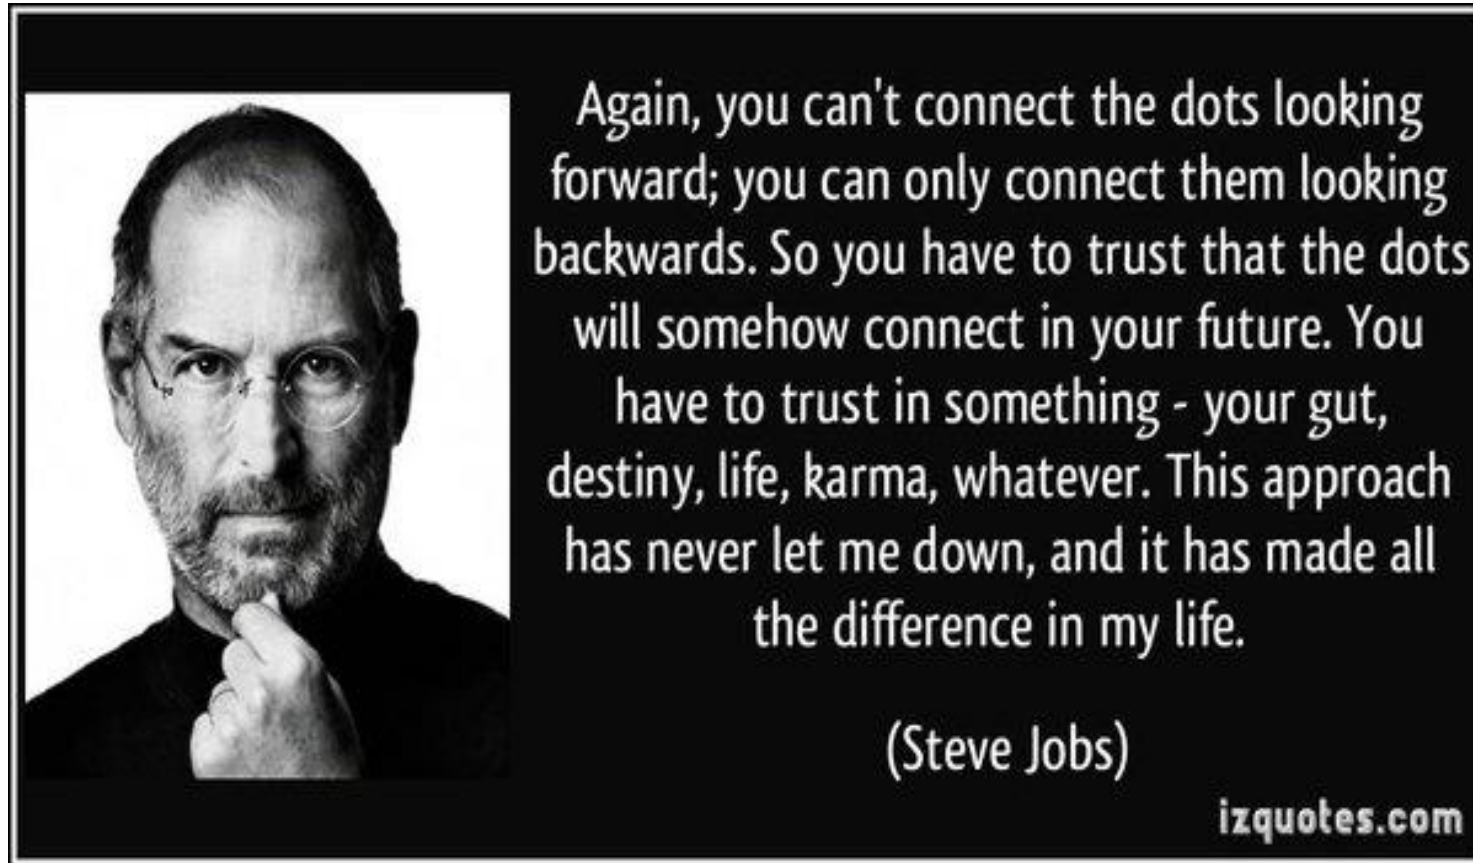 Again, you can't connect the dots looking
forward; you can only connect them looking
backwards. So you have to trust that the dots
will somehow connect in your future. You
have to trust in something - your gut,
destiny, life, karma, whatever. This approach
has never let me down, and it has made all
the difference in my life.
(Steve Jobs)
izquotes.com